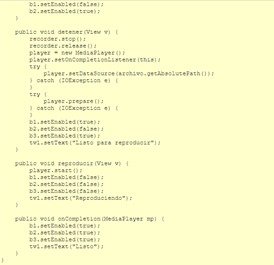 b1.setEnabled(false);
b2.setEnabled(true);
}
public void detener(View v) {
recorder.stop();
recorder.release();
player = new MediaPlayer();
player.setOnCompletionListener(this);
try {
player.setDataSource(archivo.getAbsolutePath());
} catch (IOException e) {
}
try {
player.prepare();
} catch (IOException e) {
}
b1.setEnabled(true);
b2.setEnabled(false);
b3.setEnabled(true);
tv1.setText("Listo para reproducir");
}
public void reproducir(View v) {
player.start();
b1.setEnabled(false);
b2.setEnabled(false);
b3.setEnabled(false);
tv1.setText("Reproduciendo");
}
public void onCompletion(MediaPlayer mp) {
b1.setEnabled(true);
b2.setEnabled(true);
b3.setEnabled(true);
tv1.setText("Listo");
}
}